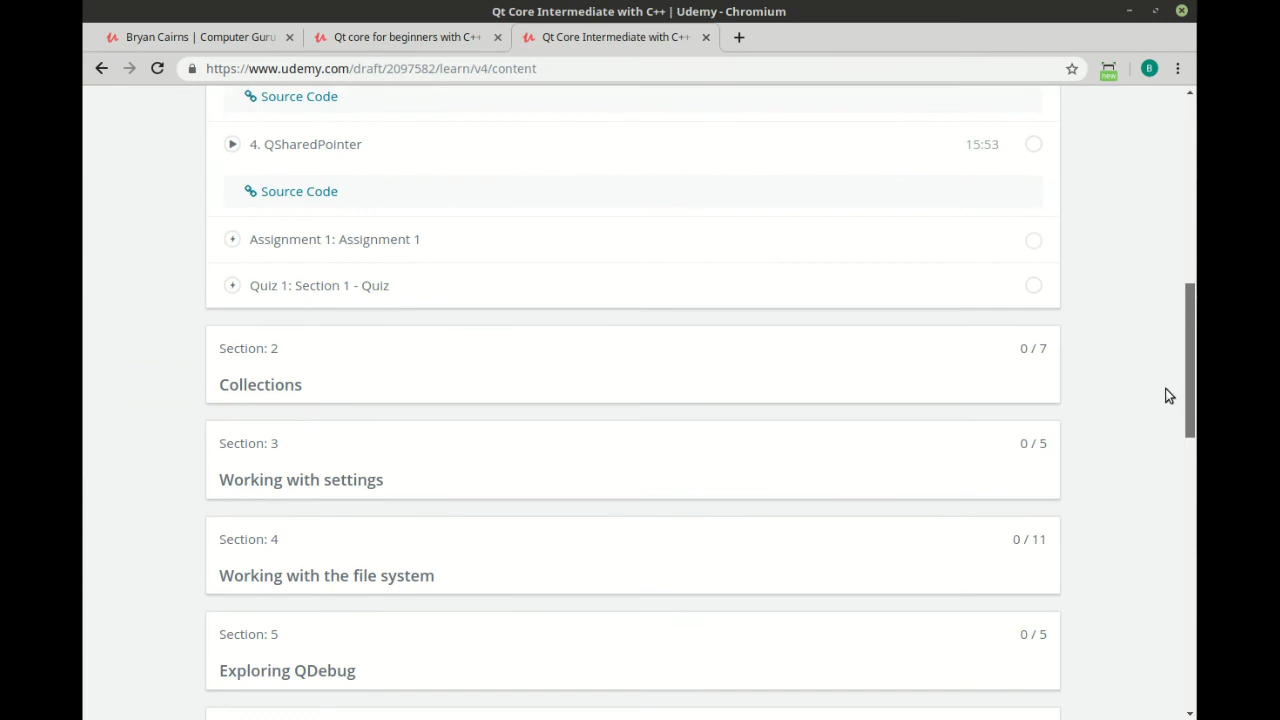 Qt Core Intermediate with C++ | Udemy - Chromium
Bryan Cairns | Computer Guru
Qt core for beginners with C++
Qt Core Intermediate with C++
https://www.udemy.com/draft/2097582/learn/v4/content
new
B
Source Code
4. QSharedPointer 15:53
Source Code
Assignment 1: Assignment 1
Quiz 1: Section 1 - Quiz
Section: 2 0 / 7
Collections
Section: 3 0 / 5
Working with settings
Section: 4 0 / 11
Working with the file system
Section: 5 0 / 5
Exploring QDebug